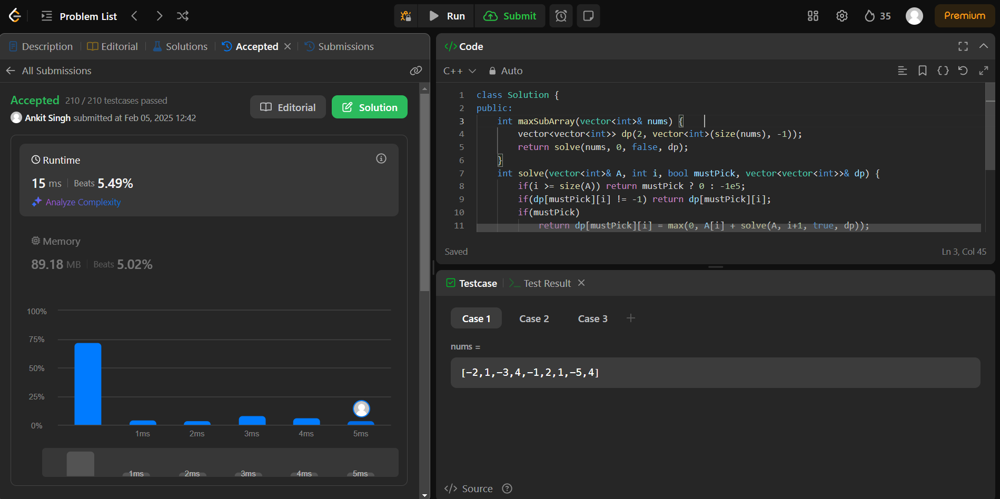 Problem List
Run
Submit
35
Premium
Description
Editorial
Solutions
Accepted
Submissions
All Submissions
Accepted 210 / 210 testcases passed
Ankit Singh submitted at Feb 05, 2025 12:42
Editorial
Solution
Runtime
15 ms Beats 5.49%
Analyze Complexity
Memory
89.18 MB Beats 5.02%
100%
75%
50%
25%
0%
1ms 2ms 3ms 4ms 5ms
1ms 2ms 3ms 4ms 5ms
</> Code
C++ Auto
1 class Solution {
2 public:
3 int maxSubArray(vector<int>& nums) {
4 vector<vector<int>> dp(2, vector<int>(size(nums), -1));
5 return solve(nums, 0, false, dp);
6 }
7 int solve(vector<int>& A, int i, bool mustPick, vector<vector<int>>& dp) {
8 if(i >= size(A)) return mustPick ? 0 : -1e5;
9 if(dp[mustPick][i] != -1) return dp[mustPick][i];
10 if(mustPick)
11 return dp[mustPick][i] = max(0, A[i] + solve(A, i+1, true, dp));
Saved
Ln 3, Col 45
Testcase
Test Result
Case 1 Case 2 Case 3
nums =
[-2,1,-3,4,-1,2,1,-5,4]
</> Source